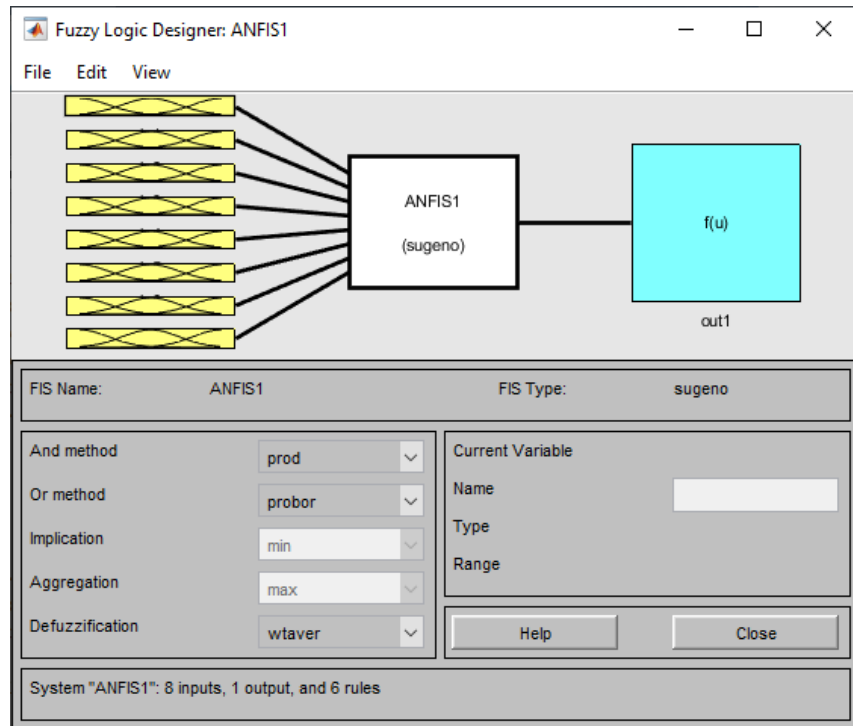 Fuzzy Logic Designer: ANFIS1
File Edit View
ANFIS1
(sugeno)
f(u)
out1
FIS Name: ANFIS1 FIS Type: sugeno
And method prod
Or method probor
Implication min
Aggregation max
Defuzzification wtaver
Current Variable
Name
Type
Range
Help Close
System "ANFIS1": 8 inputs, 1 output, and 6 rules